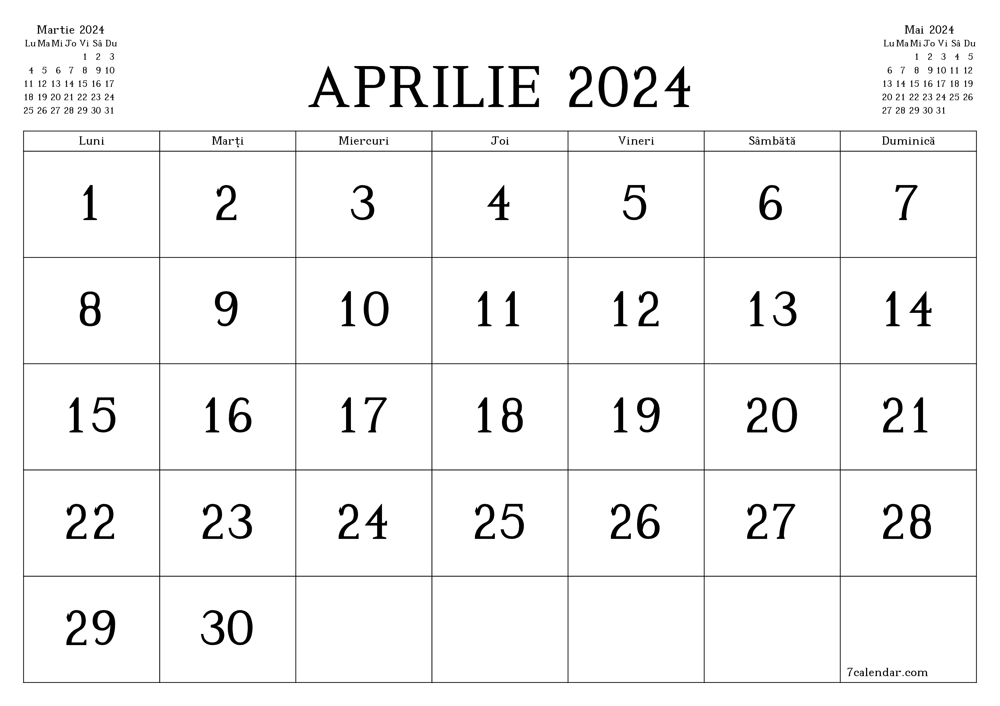 Martie 2024
Lu Ma Mi Jo Vi Sâ Du
1 2 3
4 5 6 7 8 9 10
11 12 13 14 15 16 17
18 19 20 21 22 23 24
25 26 27 28 29 30 31
APRILIE 2024
Mai 2024
Lu Ma Mi Jo Vi Sâ Du
1 2 3 4 5
6 7 8 9 10 11 12
13 14 15 16 17 18 19
20 21 22 23 24 25 26
27 28 29 30 31
Luni Marți Miercuri Joi Vineri Sâmbătă Duminică
1 2 3 4 5 6 7
8 9 10 11 12 13 14
15 16 17 18 19 20 21
22 23 24 25 26 27 28
29 30
7calendar.com